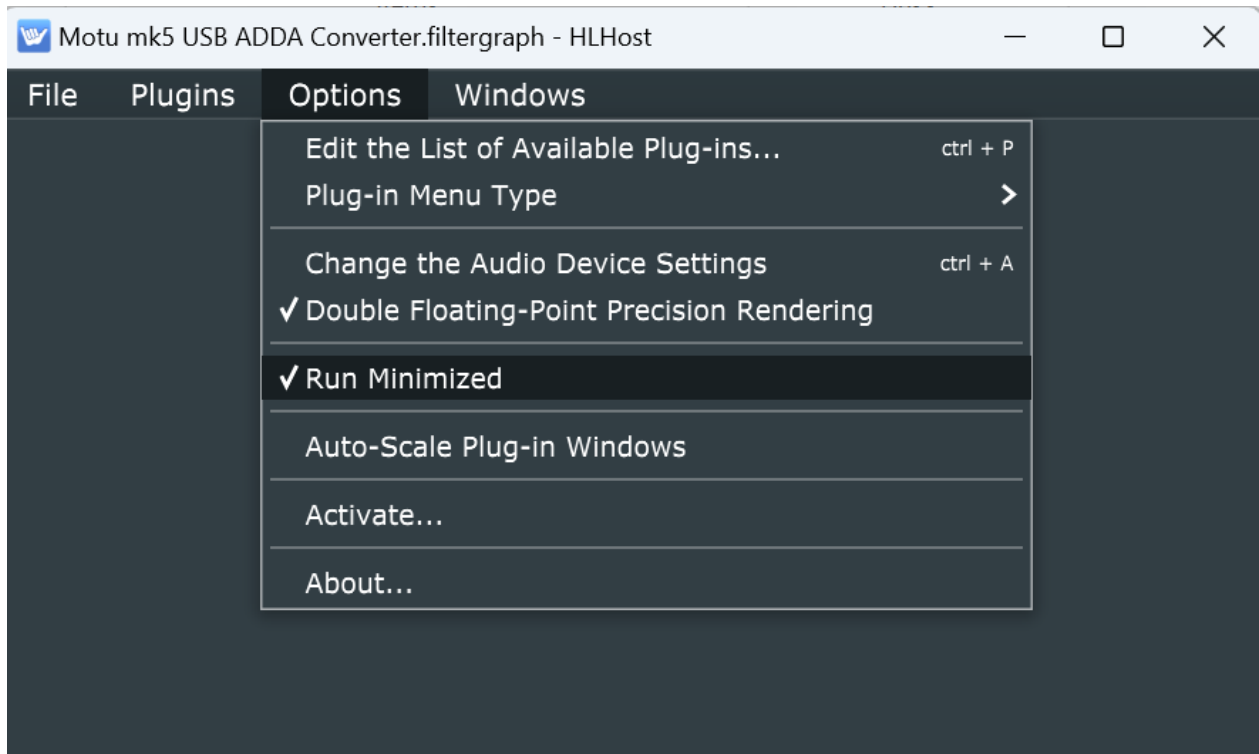 Motu mk5 USB ADDA Converter.filtergraph - HLHost
File Plugins Options Windows
Edit the List of Available Plug-ins... ctrl + P
Plug-in Menu Type
Change the Audio Device Settings ctrl + A
Double Floating-Point Precision Rendering
Run Minimized
Auto-Scale Plug-in Windows
Activate...
About...